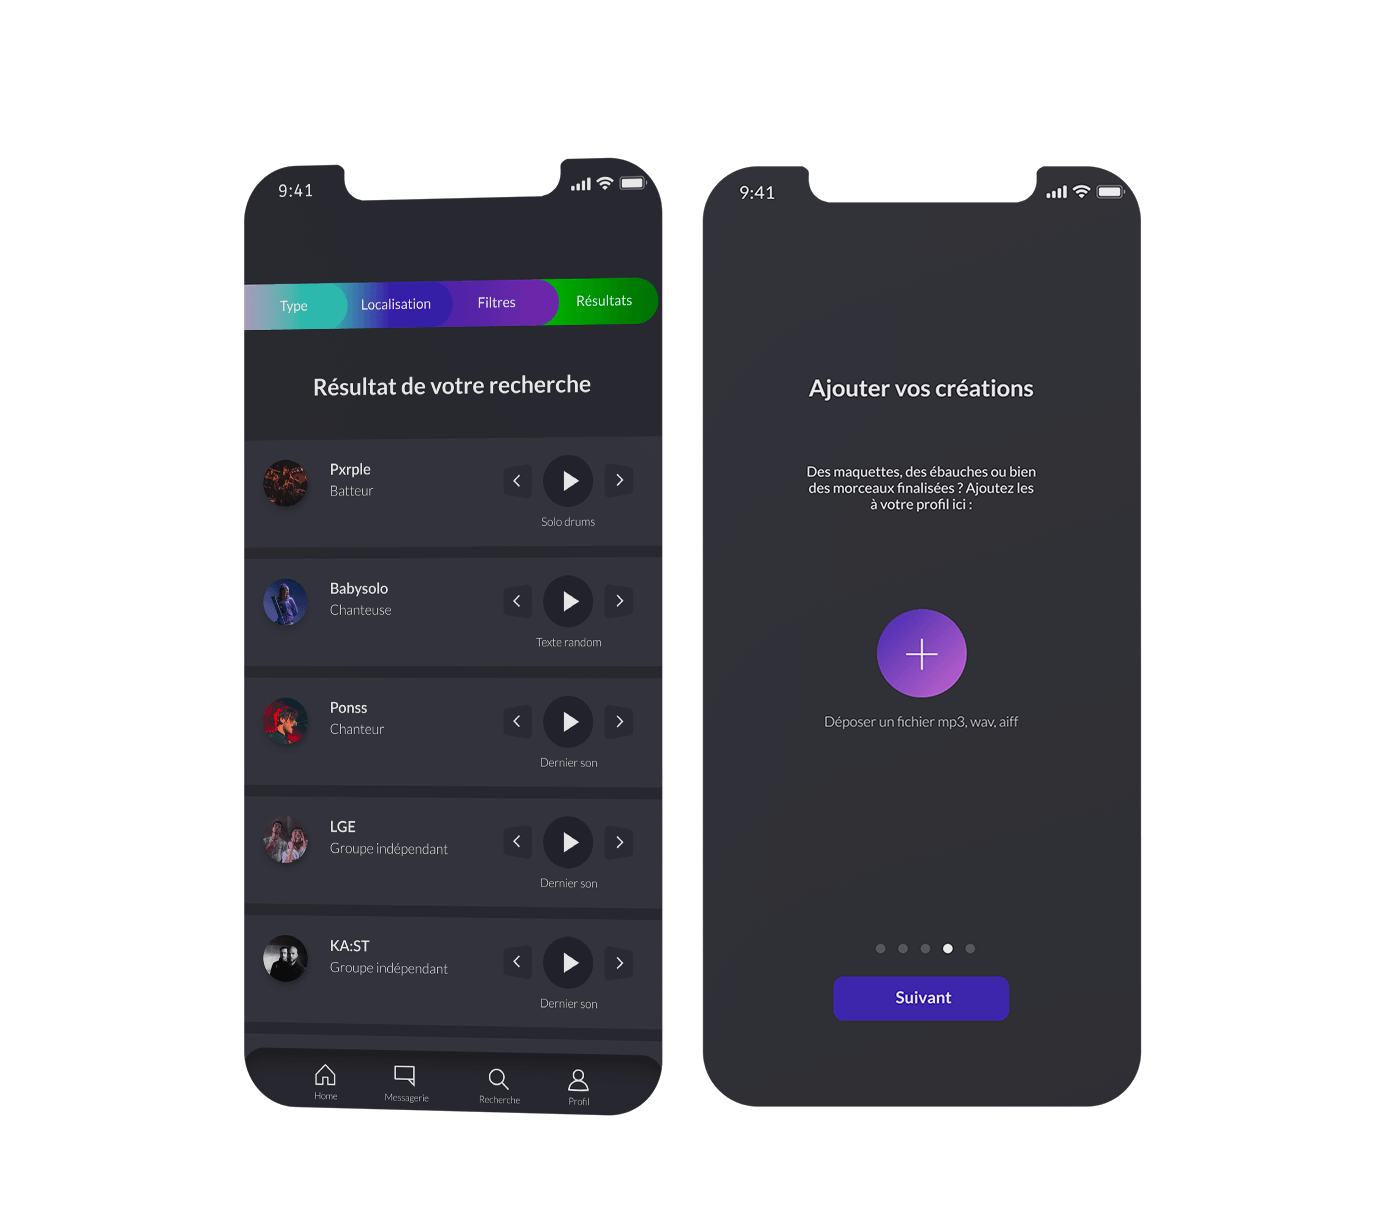 9:41
Type
Localisation
Filtres
Résultats
Résultat de votre recherche
Pxrple
Batteur
Solo drums
Babysolo
Chanteuse
Texte random
Ponss
Chanteur
Dernier son
LGE
Groupe indépendant
Dernier son
KA:ST
Groupe indépendant
Dernier son
Home
Messagerie
Recherche
Profil
9:41
Ajouter vos créations
Des maquettes, des ébauches ou bien
des morceaux finalisées ? Ajoutez les
à votre profil ici :
Déposer un fichier mp3, wav, aiff
Suivant